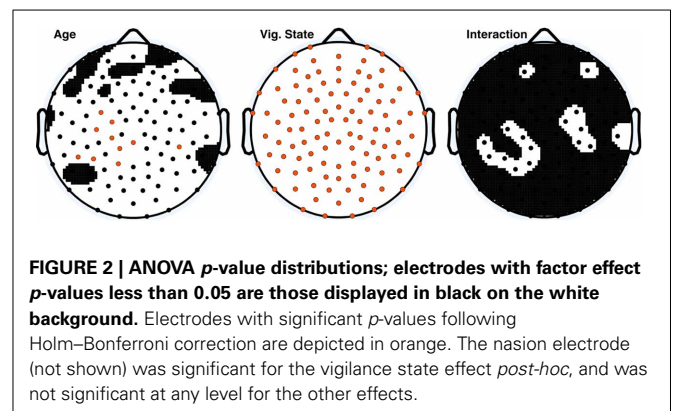 Age Vig. State Interaction
FIGURE 2 | ANOVA p-value distributions; electrodes with factor effect
p-values less than 0.05 are those displayed in black on the white
background. Electrodes with significant p-values following
Holm–Bonferroni correction are depicted in orange. The nasion electrode
(not shown) was significant for the vigilance state effect post-hoc, and was
not significant at any level for the other effects.